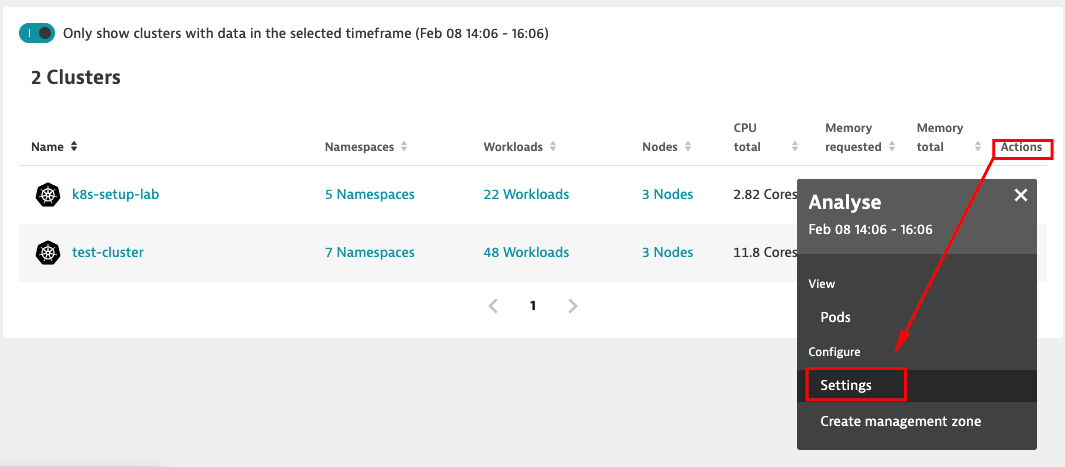 Only show clusters with data in the selected timeframe (Feb 08 14:06 - 16:06)
2 Clusters
Name Namespaces Workloads Nodes CPU total Memory requested Memory total Actions
k8s-setup-lab 5 Namespaces 22 Workloads 3 Nodes 2.82 Cores
test-cluster 7 Namespaces 48 Workloads 3 Nodes 11.8 Cores
1
Analyse
Feb 08 14:06 - 16:06
View
Pods
Configure
Settings
Create management zone